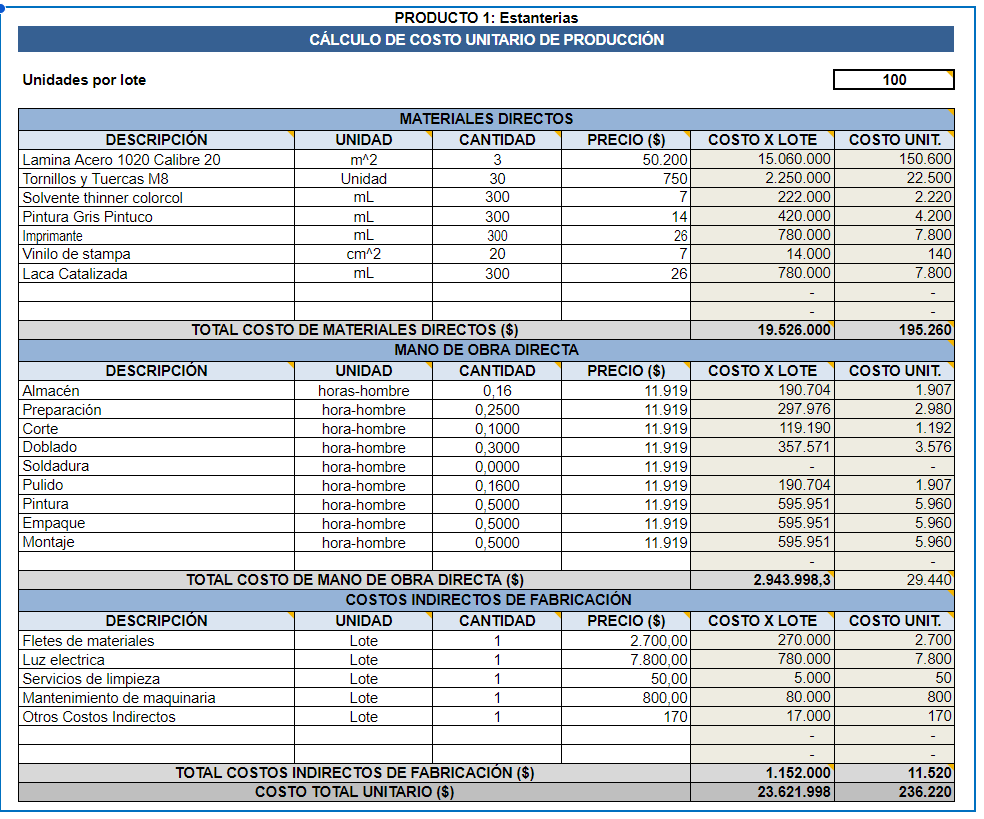 PRODUCTO 1: Estanterias
CÁLCULO DE COSTO UNITARIO DE PRODUCCIÓN
Unidades por lote 100
MATERIALES DIRECTOS
DESCRIPCIÓN UNIDAD CANTIDAD PRECIO ($) COSTO X LOTE COSTO UNIT.
Lamina Acero 1020 Calibre 20 m^2 3 50.200 15.060.000 150.600
Tornillos y Tuercas M8 Unidad 30 750 2.250.000 22.500
Solvente thinner colorcol mL 300 7 222.000 2.220
Pintura Gris Pintuco mL 300 14 420.000 4.200
Imprimante mL 300 26 780.000 7.800
Vinilo de stampa cm^2 20 7 14.000 140
Laca Catalizada mL 300 26 780.000 7.800
- -
- -
TOTAL COSTO DE MATERIALES DIRECTOS ($) 19.526.000 195.260
MANO DE OBRA DIRECTA
DESCRIPCIÓN UNIDAD CANTIDAD PRECIO ($) COSTO X LOTE COSTO UNIT.
Almacén horas-hombre 0,16 11.919 190.704 1.907
Preparación hora-hombre 0,2500 11.919 297.976 2.980
Corte hora-hombre 0,1000 11.919 119.190 1.192
Doblado hora-hombre 0,3000 11.919 357.571 3.576
Soldadura hora-hombre 0,0000 11.919 - -
Pulido hora-hombre 0,1600 11.919 190.704 1.907
Pintura hora-hombre 0,5000 11.919 595.951 5.960
Empaque hora-hombre 0,5000 11.919 595.951 5.960
Montaje hora-hombre 0,5000 11.919 595.951 5.960
- -
TOTAL COSTO DE MANO DE OBRA DIRECTA ($) 2.943.998,3 29.440
COSTOS INDIRECTOS DE FABRICACIÓN
DESCRIPCIÓN UNIDAD CANTIDAD PRECIO ($) COSTO X LOTE COSTO UNIT.
Fletes de materiales Lote 1 2.700,00 270.000 2.700
Luz electrica Lote 1 7.800,00 780.000 7.800
Servicios de limpieza Lote 1 50,00 5.000 50
Mantenimiento de maquinaria Lote 1 800,00 80.000 800
Otros Costos Indirectos Lote 1 170 17.000 170
- -
- -
TOTAL COSTOS INDIRECTOS DE FABRICACIÓN ($) 1.152.000 11.520
COSTO TOTAL UNITARIO ($) 23.621.998 236.220